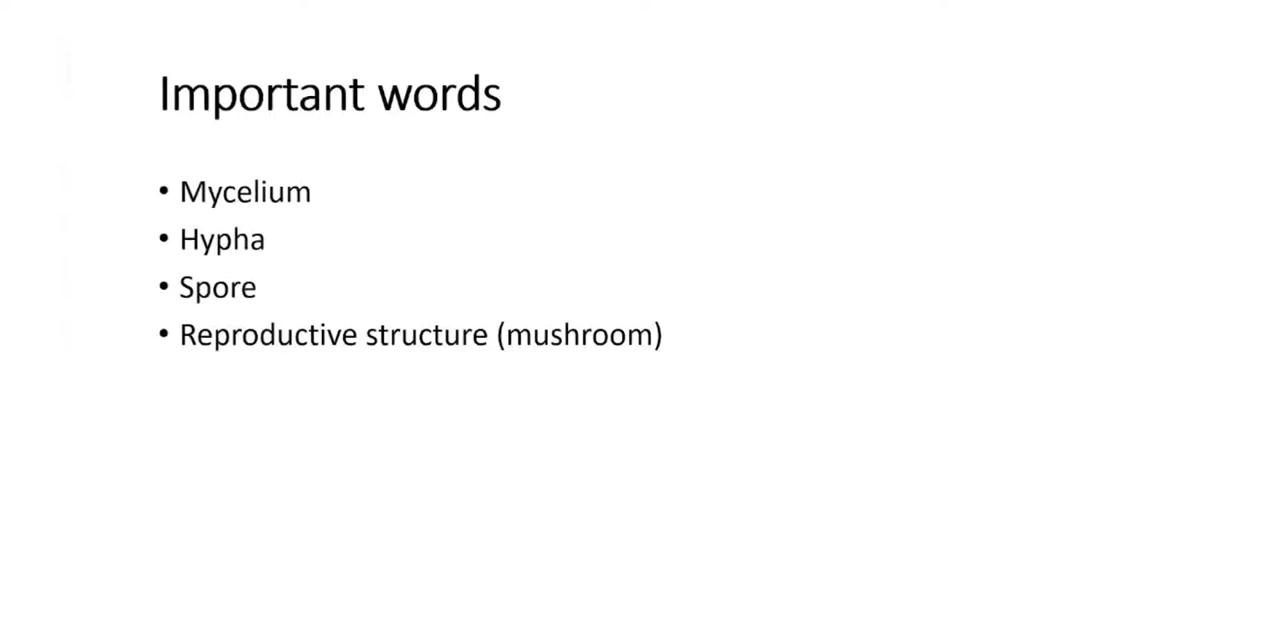 Important words
• Mycelium
• Hypha
• Spore
• Reproductive structure (mushroom)